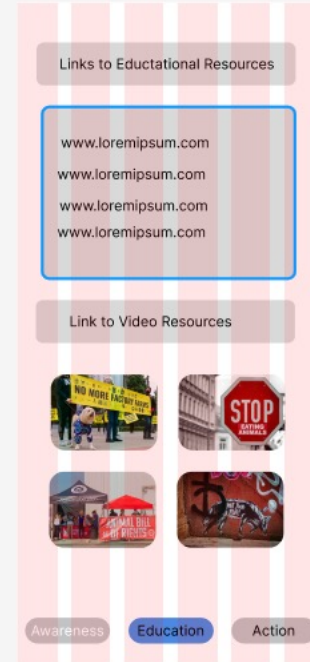 Links to Eductational Resources
www.loremipsum.com
www.loremipsum.com
www.loremipsum.com
www.loremipsum.com
Link to Video Resources
NO MORE FACTORY FARMS
STOP
EATING
ANIMALS
ANIMAL BILL
OF RIGHTS
Awareness
Education
Action